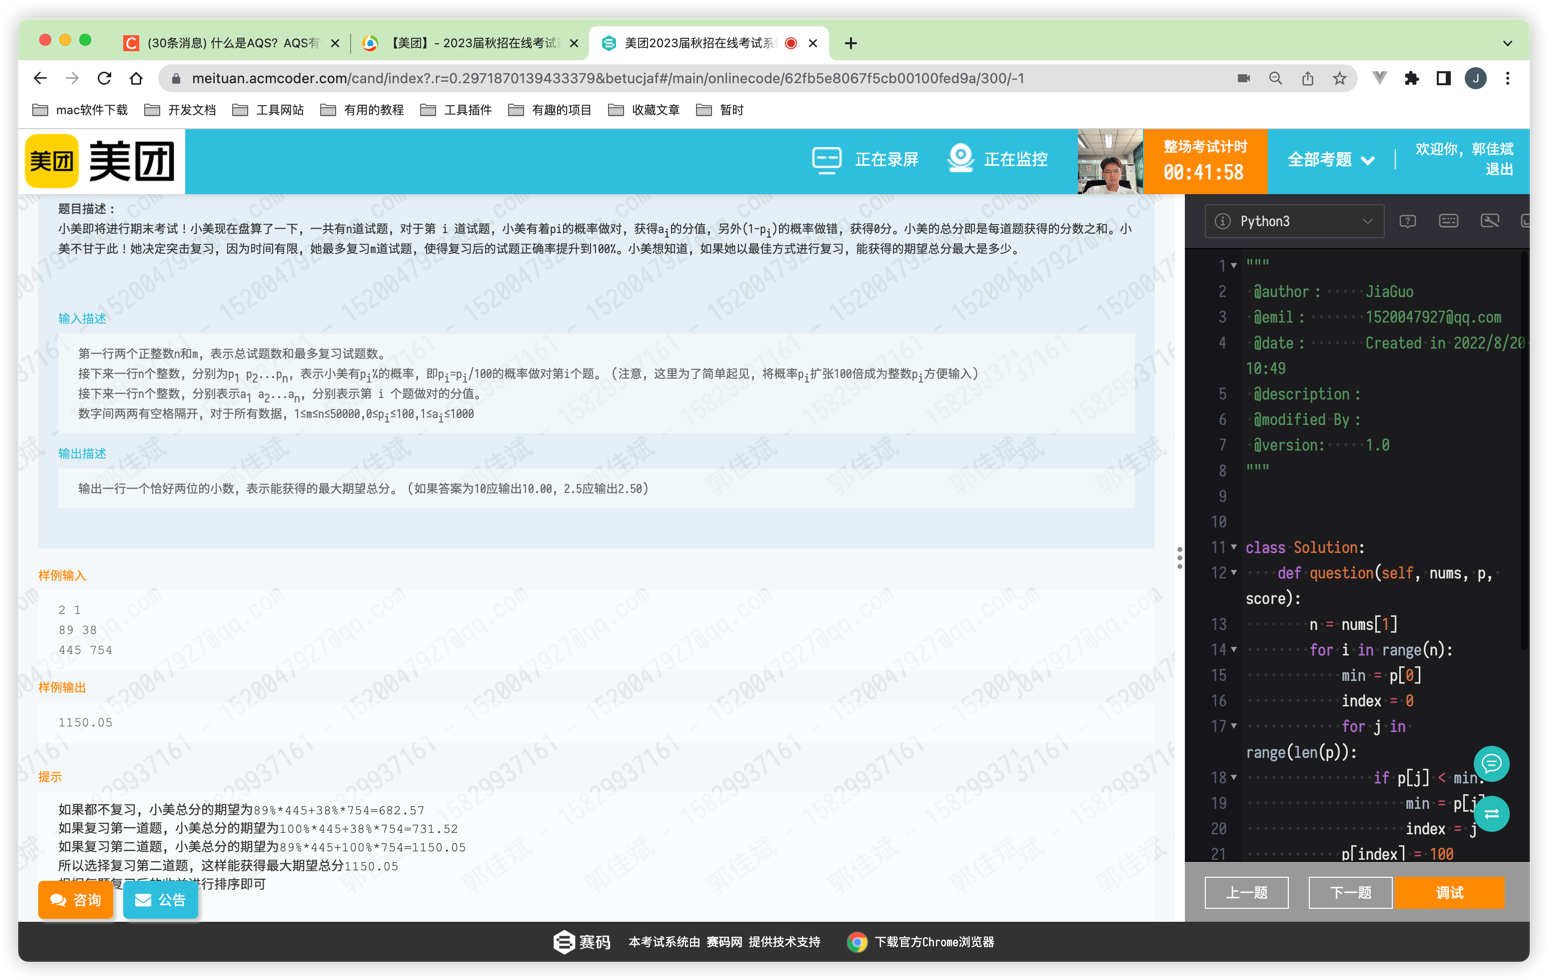 (30条消息) 什么是AQS？AQS有
【美团】- 2023届秋招在线考试
美团2023届秋招在线考试系
meituan.acmcoder.com/cand/index?.r=0.2971870139433379&betucjaf#/main/onlinecode/62fb5e8067f5cb00100fed9a/300/-1
J
mac软件下载 开发文档 工具网站 有用的教程 工具插件 有趣的项目 收藏文章 暂时
美团 美团
正在录屏 正在监控
整场考试计时
00:41:58
全部考题
欢迎你，郭佳斌
退出
题目描述：
小美即将进行期末考试！小美现在盘算了一下，一共有n道试题，对于第 i 道试题，小美有着pi的概率做对，获得ai的分值，另外(1-pi)的概率做错，获得0分。小美的总分即是每道题获得的分数之和。小
美不甘于此！她决定突击复习，因为时间有限，她最多复习m道试题，使得复习后的试题正确率提升到100%。小美想知道，如果她以最佳方式进行复习，能获得的期望总分最大是多少。
输入描述
第一行两个正整数n和m，表示总试题数和最多复习试题数。
接下来一行n个整数，分别为p1 p2...pn，表示小美有pi%的概率，即pi=pi/100的概率做对第i个题。（注意，这里为了简单起见，将概率pi扩张100倍成为整数pi方便输入）
接下来一行n个整数，分别表示a1 a2...an，分别表示第 i 个题做对的分值。
数字间两两有空格隔开，对于所有数据，1≤m≤n≤50000,0≤pi≤100,1≤ai≤1000
输出描述
输出一行一个恰好两位的小数，表示能获得的最大期望总分。（如果答案为10应输出10.00，2.5应输出2.50）
样例输入
2 1
89 38
445 754
样例输出
1150.05
提示
如果都不复习，小美总分的期望为89%*445+38%*754=682.57
如果复习第一道题，小美总分的期望为100%*445+38%*754=731.52
如果复习第二道题，小美总分的期望为89%*445+100%*754=1150.05
所以选择复习第二道题，这样能获得最大期望总分1150.05
进行排序即可
咨询 公告
Python3
1 """
2 @author： JiaGuo
3 @emil： 1520047927@qq.com
4 @date： Created in 2022/8/20
10:49
5 @description：
6 @modified By：
7 @version: 1.0
8 """
9
10
11 class Solution:
12 def question(self, nums, p,
score):
13 n = nums[1]
14 for i in range(n):
15 min = p[0]
16 index = 0
17 for j in
range(len(p)):
18 if p[j] < min:
19 min = p[j
20 index = j
21 p[index] = 100
上一题 下一题 调试
赛码 本考试系统由 赛码网 提供技术支持 下载官方Chrome浏览器
郭佳斌 - 15829937161 - 1520047927@qq.com